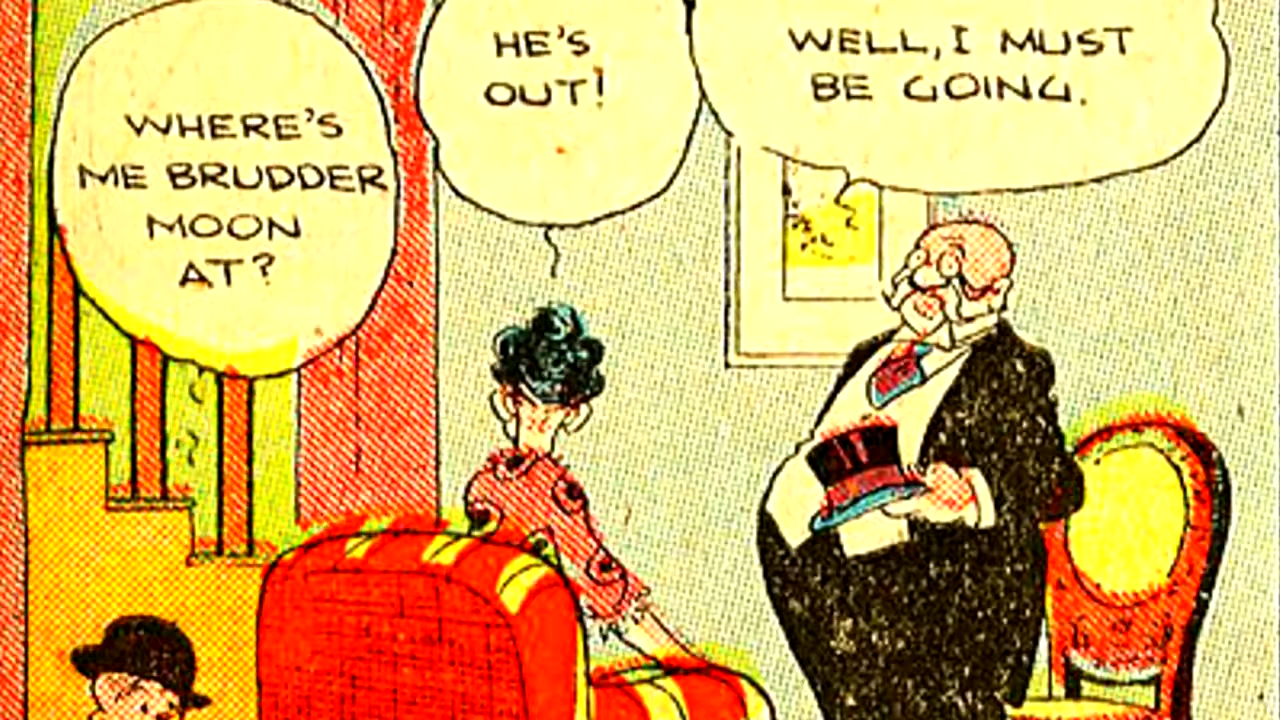 WHERE'S
ME BRUDDER
MOON
AT?
HE'S
OUT!
WELL, I MUST
BE GOING.